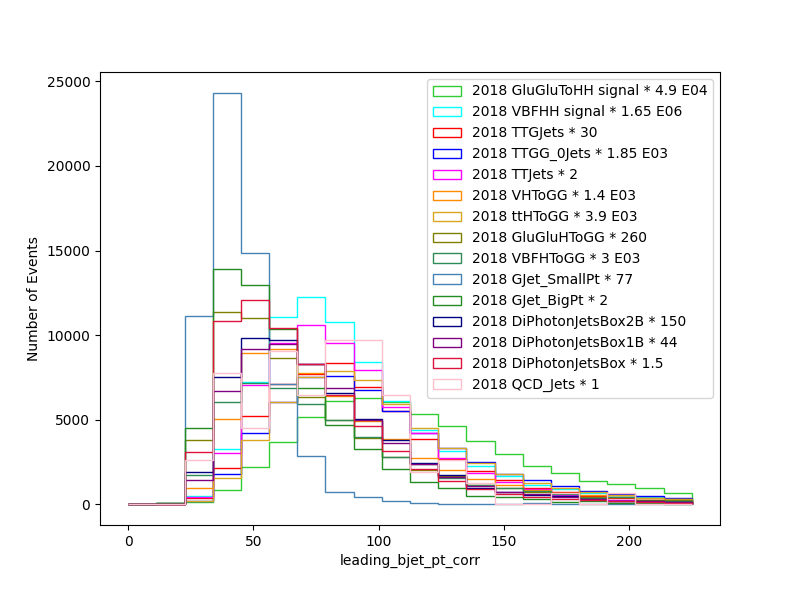 25000
20000
15000
10000
5000
0
Number of Events
0
50
100
150
200
leading_bjet_pt_corr
2018 GluGluToHH signal * 4.9 E04
2018 VBFHH signal * 1.65 E06
2018 TTGJets * 30
2018 TTGG_0Jets * 1.85 E03
2018 TTJets * 2
2018 VHToGG * 1.4 E03
2018 ttHToGG * 3.9 E03
2018 GluGluHToGG * 260
2018 VBFHToGG * 3 E03
2018 GJet_SmallPt * 77
2018 GJet_BigPt * 2
2018 DiPhotonJetsBox2B * 150
2018 DiPhotonJetsBox1B * 44
2018 DiPhotonJetsBox * 1.5
2018 QCD_Jets * 1